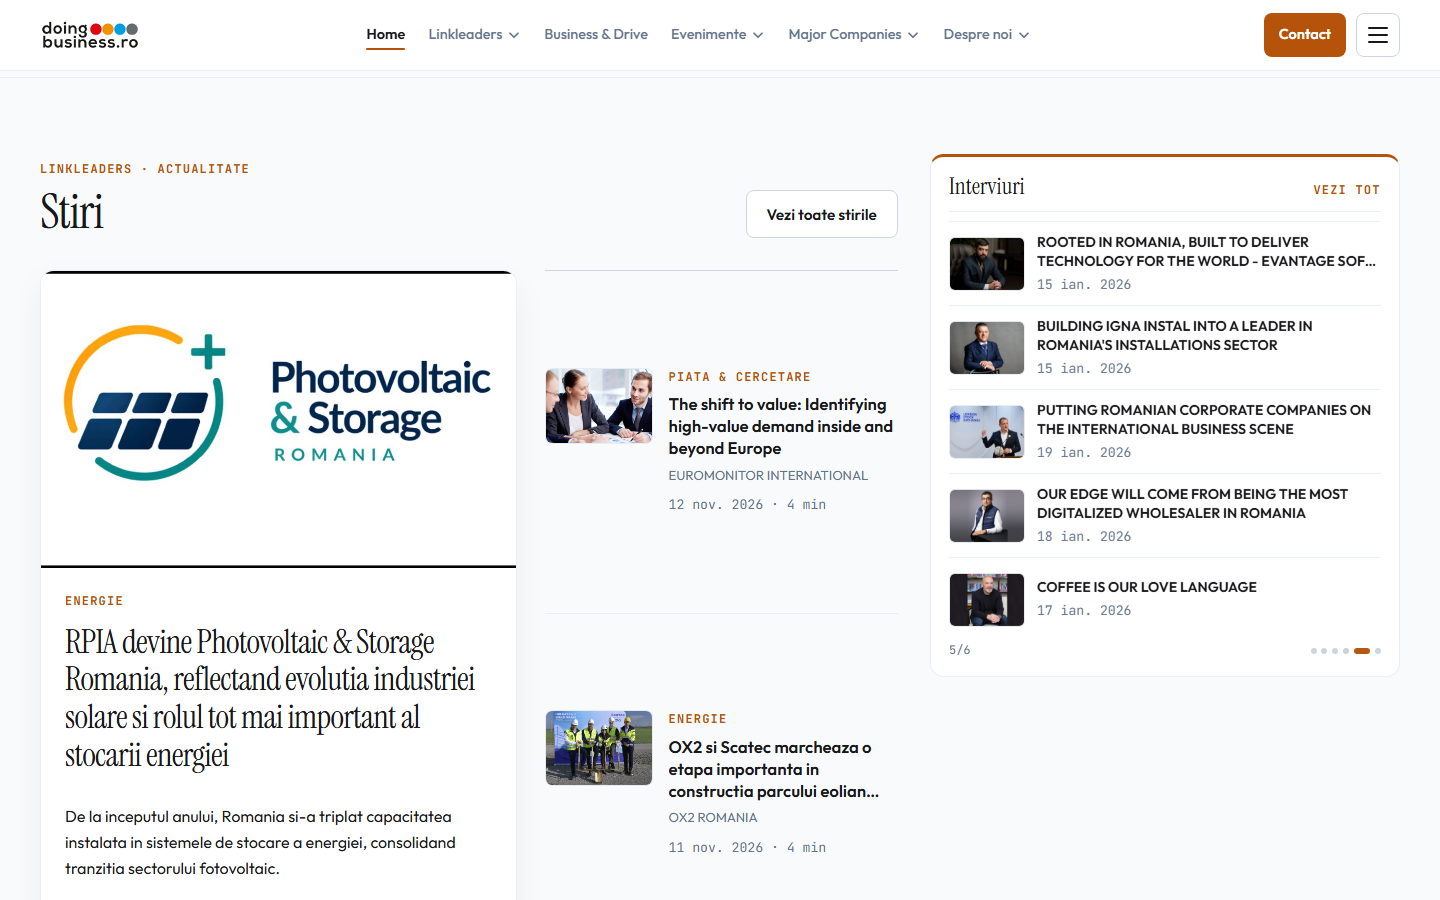 doing
business.ro
Home
Linkleaders
Business & Drive
Evenimente
Major Companies
Despre noi
Contact
LINKLEADERS · ACTUALITATE
Stiri
Vezi toate stirile
Photovoltaic
& Storage
ROMANIA
ENERGIE
RPIA devine Photovoltaic & Storage
Romania, reflectand evolutia industriei
solare si rolul tot mai important al
stocarii energiei
De la inceputul anului, Romania si-a triplat capacitatea
instalata in sistemele de stocare a energiei, consolidand
tranzitia sectorului fotovoltaic.
PIATA & CERCETARE
The shift to value: Identifying
high-value demand inside and
beyond Europe
EUROMONITOR INTERNATIONAL
12 nov. 2026 · 4 min
ENERGIE
OX2 si Scatec marcheaza o
etapa importanta in
constructia parcului eolian...
OX2 ROMANIA
11 nov. 2026 · 4 min
Interviuri
VEZI TOT
ROOTED IN ROMANIA, BUILT TO DELIVER
TECHNOLOGY FOR THE WORLD - EVANTAGE SOF...
15 ian. 2026
BUILDING IGNA INSTAL INTO A LEADER IN
ROMANIA'S INSTALLATIONS SECTOR
15 ian. 2026
PUTTING ROMANIAN CORPORATE COMPANIES ON
THE INTERNATIONAL BUSINESS SCENE
19 ian. 2026
OUR EDGE WILL COME FROM BEING THE MOST
DIGITALIZED WHOLESALER IN ROMANIA
18 ian. 2026
COFFEE IS OUR LOVE LANGUAGE
17 ian. 2026
5/6